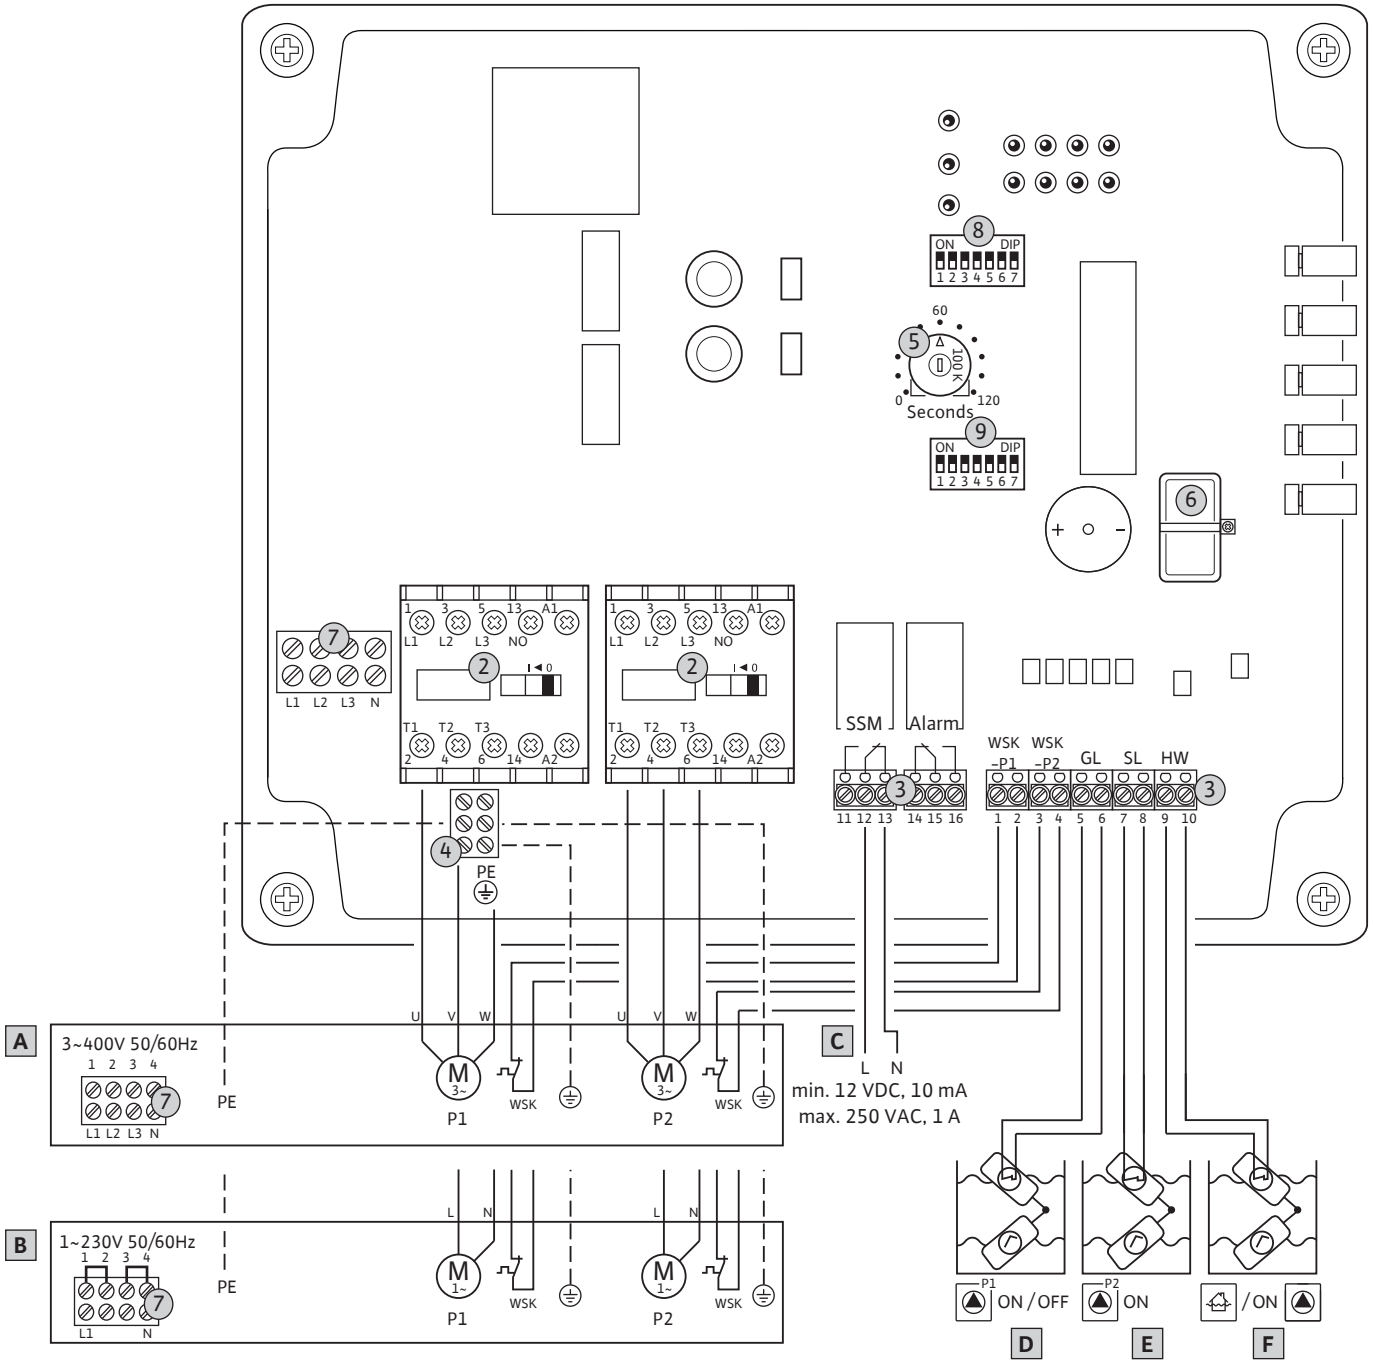 8
ON DIP
1 2 3 4 5 6 7
60
5
100 K
0 120
Seconds
9
ON DIP
1 2 3 4 5 6 7
6
+ -
1 3 5 13 A1
L1 L2 L3 NO
2
I ◄ 0
T1 T2 T3
2 4 6 14 A2
1 3 5 13 A1
L1 L2 L3 NO
2
I ◄ 0
T1 T2 T3
2 4 6 14 A2
7
L1 L2 L3 N
SSM Alarm
3
11 12 13 14 15 16
WSK WSK
-P1 -P2 GL SL HW
3
1 2 3 4 5 6 7 8 9 10
4
PE
U V W U V W
A
3~400V 50/60Hz
1 2 3 4
7
L1 L2 L3 N
PE
M
3~
P1
WSK
M
3~
P2
WSK
C
L N
min. 12 VDC, 10 mA
max. 250 VAC, 1 A
L N L N
B
1~230V 50/60Hz
1 2 3 4
7
L1 N
PE
M
1~
P1
WSK
M
1~
P2
WSK
P1
ON / OFF
D
P2
ON
E
/ ON
F